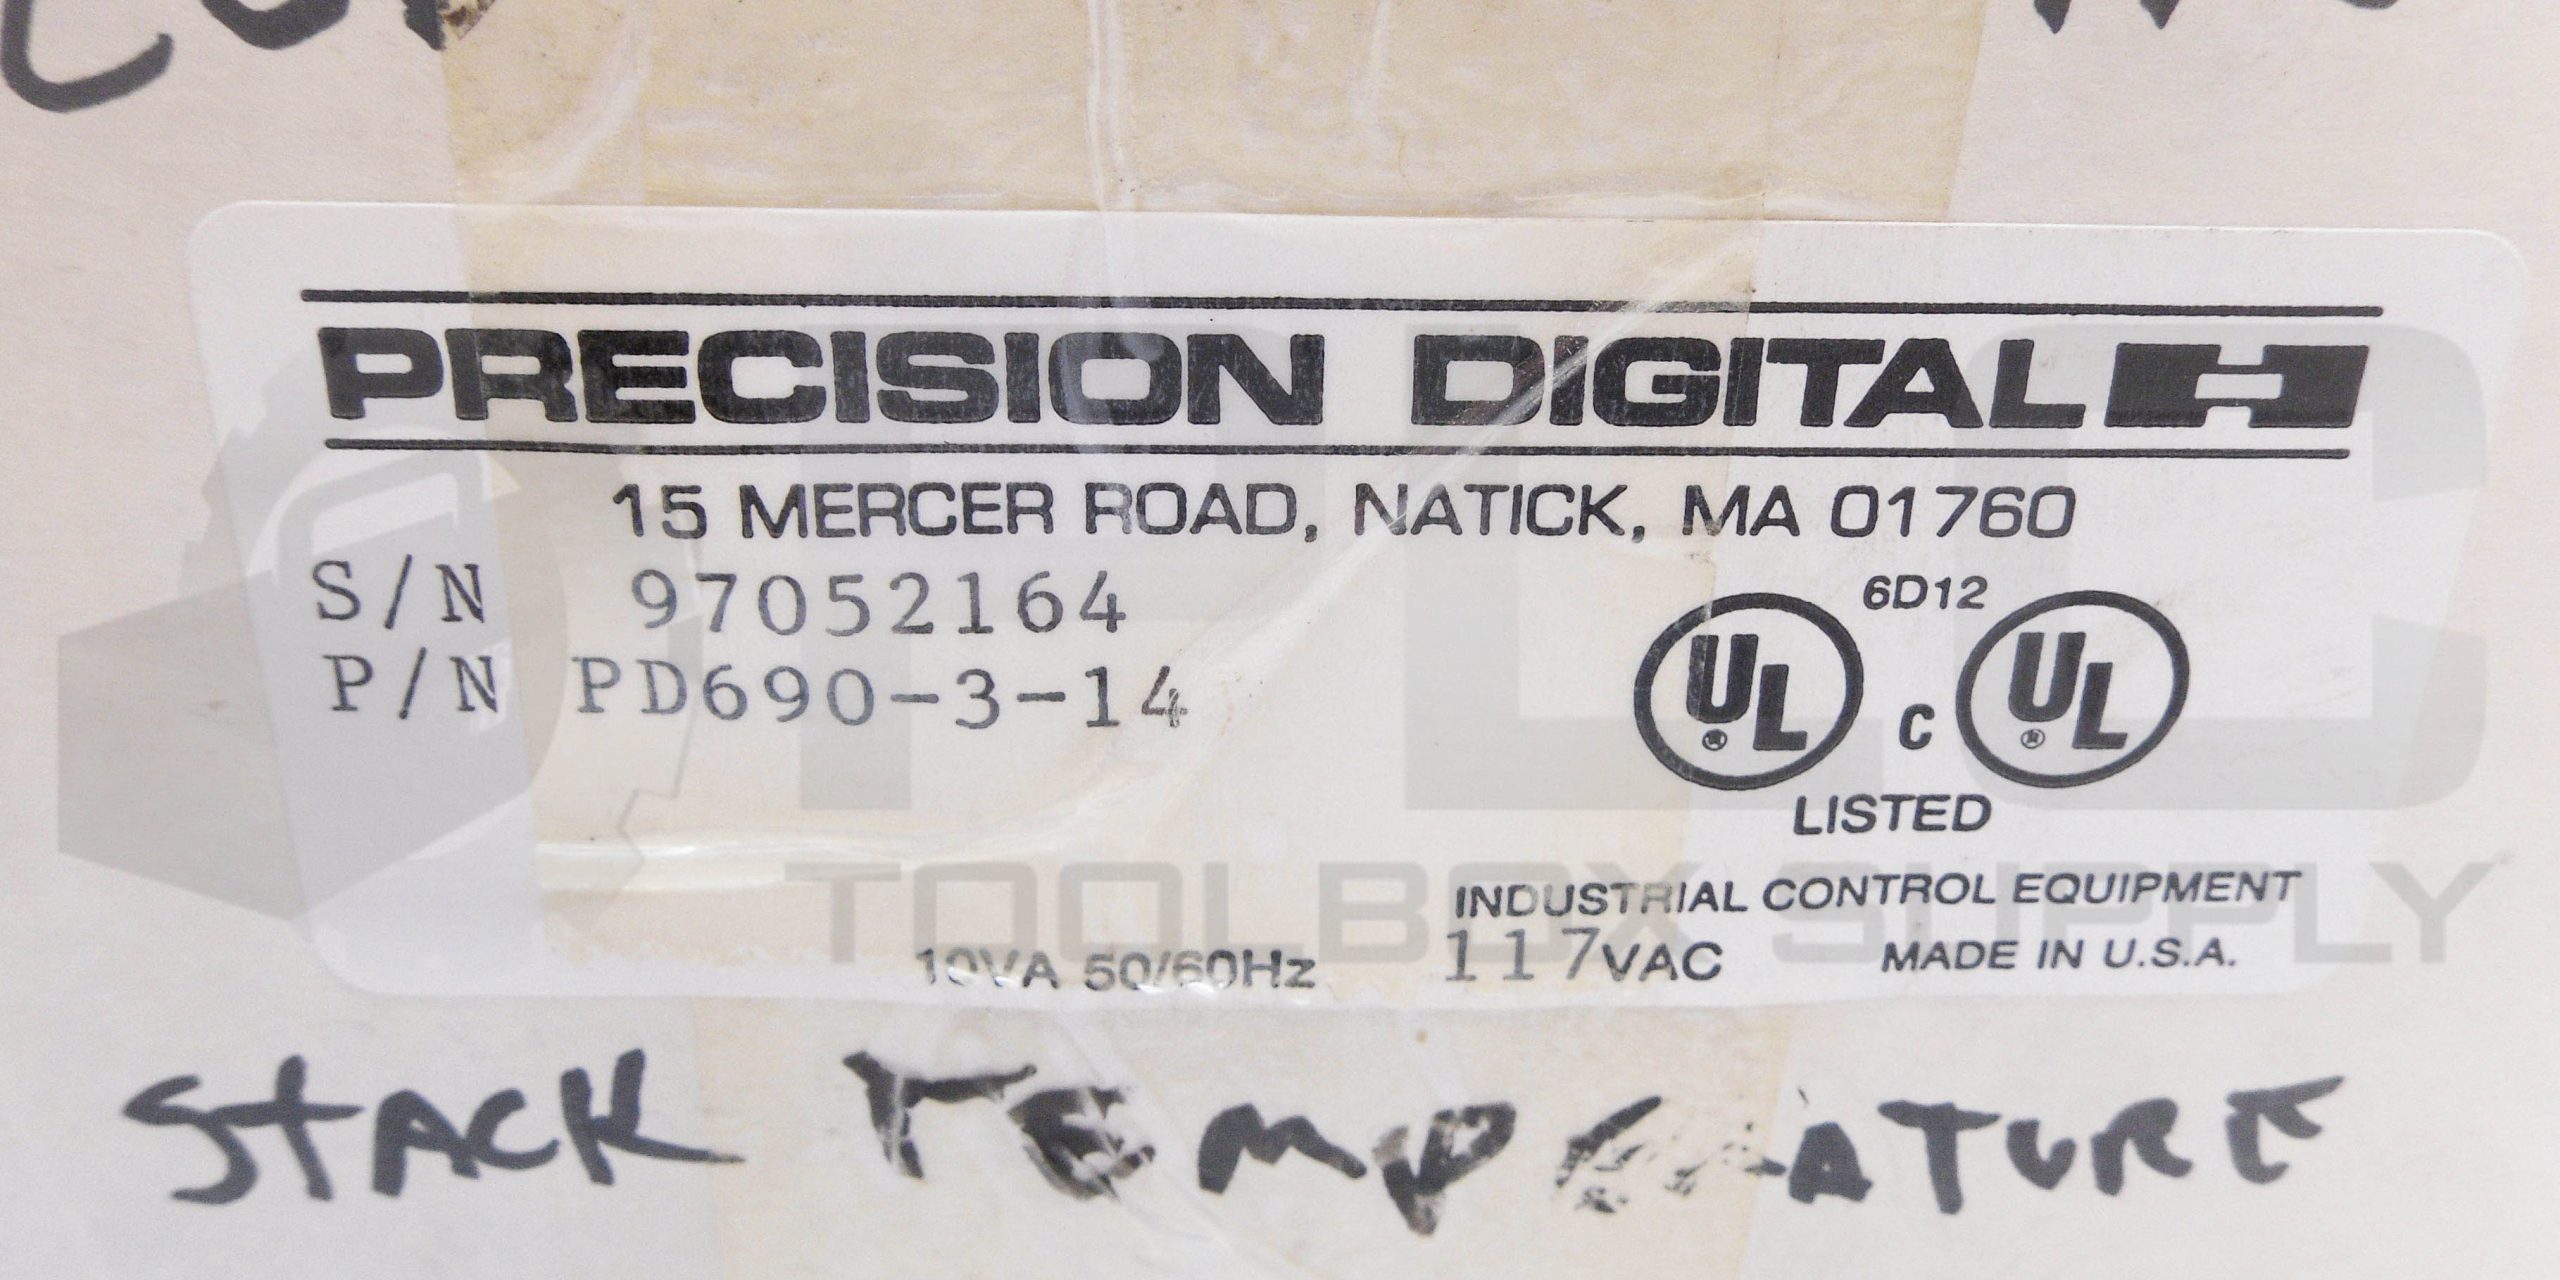 PRECISION DIGITAL
15 MERCER ROAD, NATICK, MA 01760
S/N 97052164
P/N PD690-3-14
6D12
UL c UL
LISTED
INDUSTRIAL CONTROL EQUIPMENT
10VA 50/60Hz 117VAC MADE IN U.S.A.
PLC
TOOLBOX SUPPLY
STACK TEMPERATURE